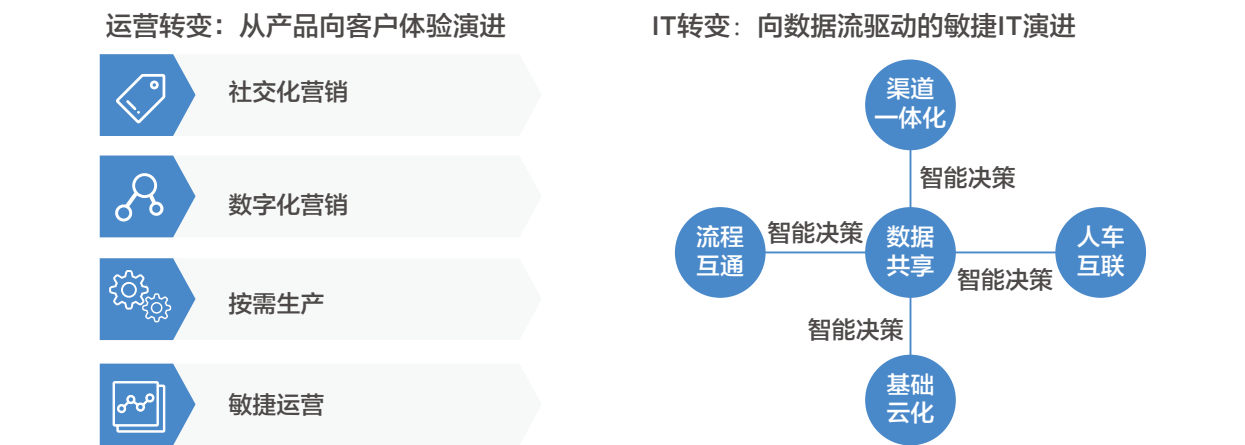 运营转变：从产品向客户体验演进
社交化营销
数字化营销
按需生产
敏捷运营
IT转变：向数据流驱动的敏捷IT演进
渠道
一体化
智能决策
流程
互通
智能决策
数据
共享
智能决策
人车
互联
智能决策
基础
云化